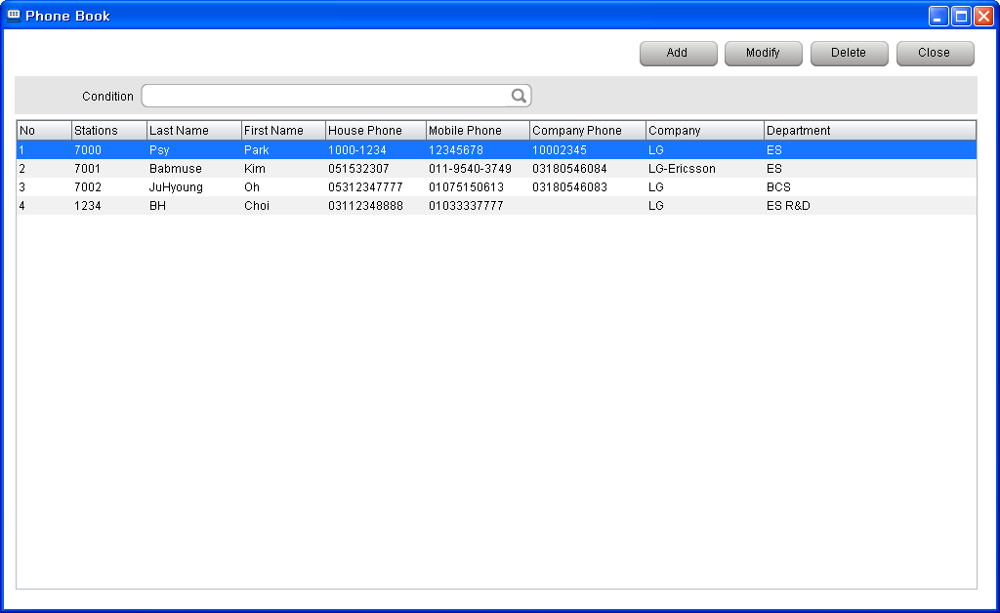 Phone Book
Add Modify Delete Close
Condition
No Stations Last Name First Name House Phone Mobile Phone Company Phone Company Department
1 7000 Psy Park 1000-1234 12345678 10002345 LG ES
2 7001 Babmuse Kim 051532307 011-9540-3749 03180546084 LG-Ericsson ES
3 7002 JuHyoung Oh 05312347777 01075150613 03180546083 LG BCS
4 1234 BH Choi 03112348888 01033337777 LG ES R&D